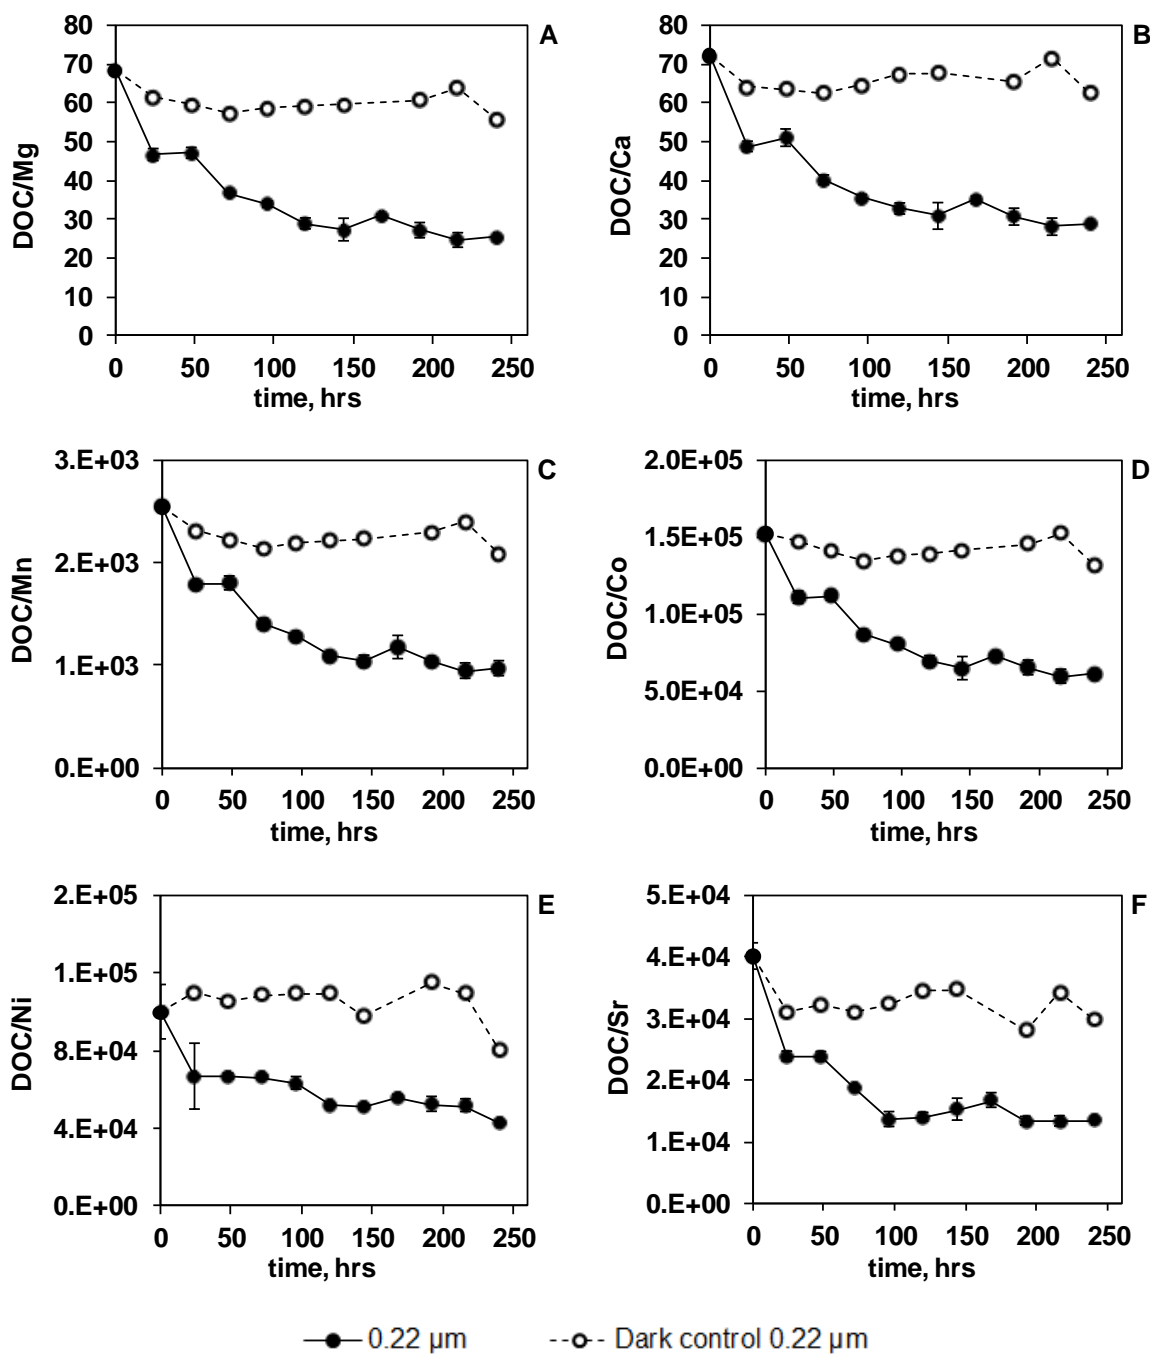 A
80
70
60
50
40
30
20
10
0
DOC/Mg
0 50 100 150 200 250
time, hrs
B
80
70
60
50
40
30
20
10
0
DOC/Ca
0 50 100 150 200 250
time, hrs
C
3.E+03
2.E+03
1.E+03
0.E+00
DOC/Mn
0 50 100 150 200 250
time, hrs
D
2.0E+05
1.5E+05
1.0E+05
5.0E+04
0.0E+00
DOC/Co
0 50 100 150 200 250
time, hrs
E
2.E+05
1.E+05
8.E+04
4.E+04
0.E+00
DOC/Ni
0 50 100 150 200 250
time, hrs
F
5.E+04
4.E+04
3.E+04
2.E+04
1.E+04
0.E+00
DOC/Sr
0 50 100 150 200 250
time, hrs
0.22 µm
Dark control 0.22 µm